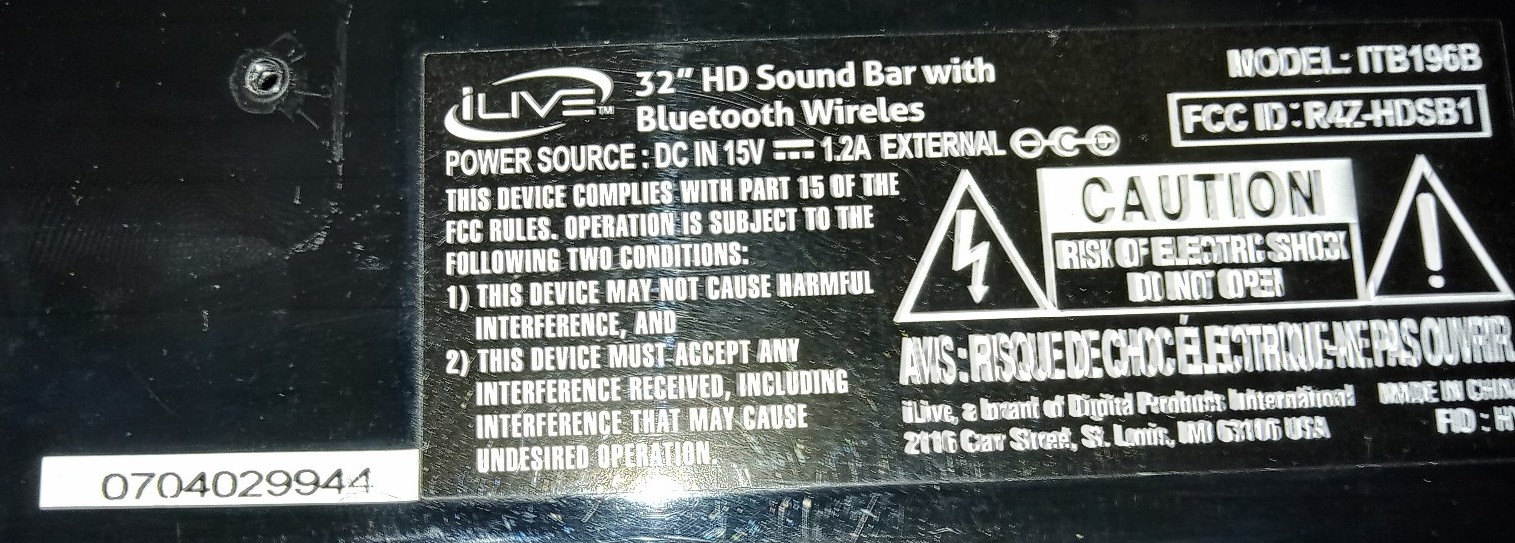 iLIVE™
32" HD Sound Bar with
Bluetooth Wireles
MODEL: ITB196B
FCC ID : R4Z-HDSB1
POWER SOURCE : DC IN 15V ⎓ 1.2A EXTERNAL
THIS DEVICE COMPLIES WITH PART 15 OF THE
FCC RULES. OPERATION IS SUBJECT TO THE
FOLLOWING TWO CONDITIONS:
1) THIS DEVICE MAY NOT CAUSE HARMFUL
INTERFERENCE, AND
2) THIS DEVICE MUST ACCEPT ANY
INTERFERENCE RECEIVED, INCLUDING
INTERFERENCE THAT MAY CAUSE
UNDESIRED OPERATION.
CAUTION
RISK OF ELECTRIC SHOCK
DO NOT OPEN
AVIS : RISQUE DE CHOC ÉLECTRIQUE-NE PAS OUVRIR
iLive, a brand of Digital Products International
2116 Carr Street, St. Louis, MO 63106 USA
MADE IN CHINA
0704029944